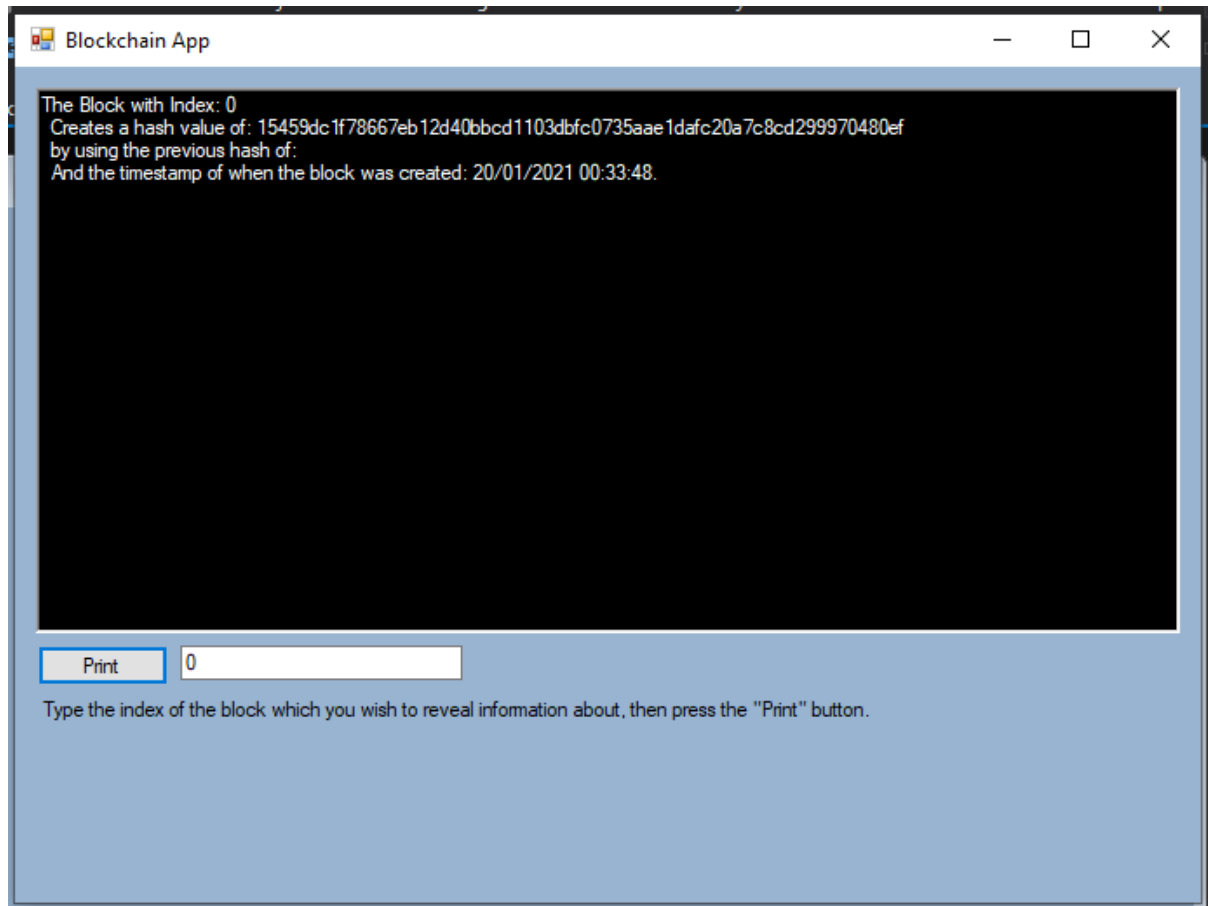 Blockchain App
The Block with Index: 0
Creates a hash value of: 15459dc1f78667eb12d40bbcd1103dbfc0735aae1dafc20a7c8cd299970480ef
by using the previous hash of:
And the timestamp of when the block was created: 20/01/2021 00:33:48.
Print 0
Type the index of the block which you wish to reveal information about, then press the "Print" button.